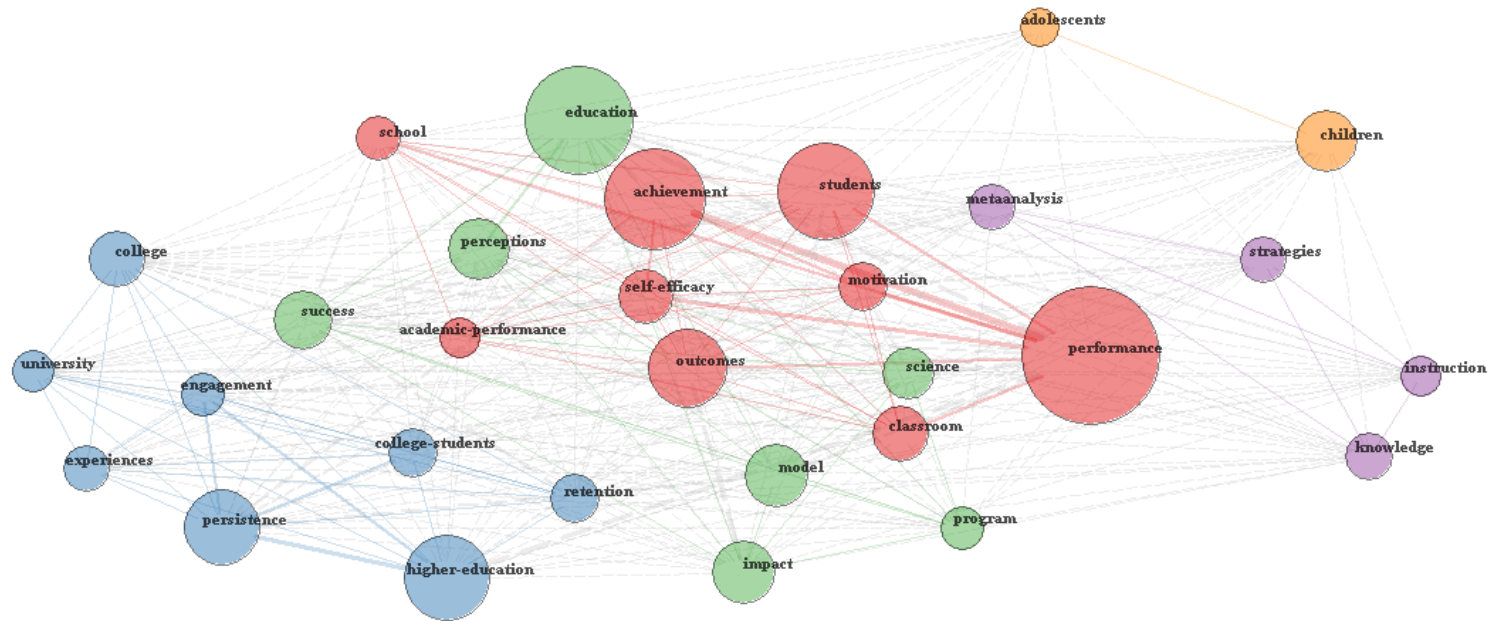 adolescents
education
school
children
achievement
students
metaanalysis
perceptions
college
strategies
self-efficacy
motivation
success
academic-performance
performance
outcomes
university
science
instruction
engagement
classroom
college-students
knowledge
experiences
model
retention
persistence
program
impact
higher-education